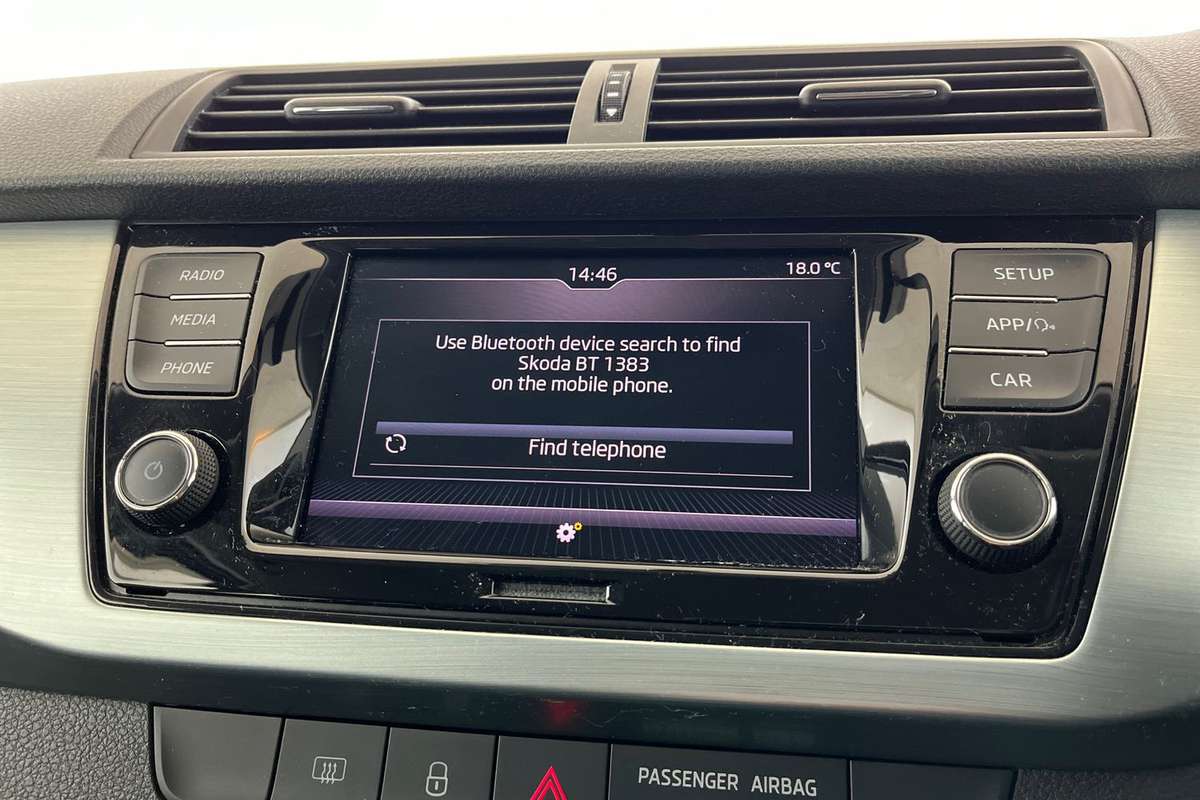 RADIO
MEDIA
PHONE
14:46
18.0 °C
Use Bluetooth device search to find
Skoda BT 1383
on the mobile phone.
Find telephone
SETUP
APP/
CAR
PASSENGER AIRBAG